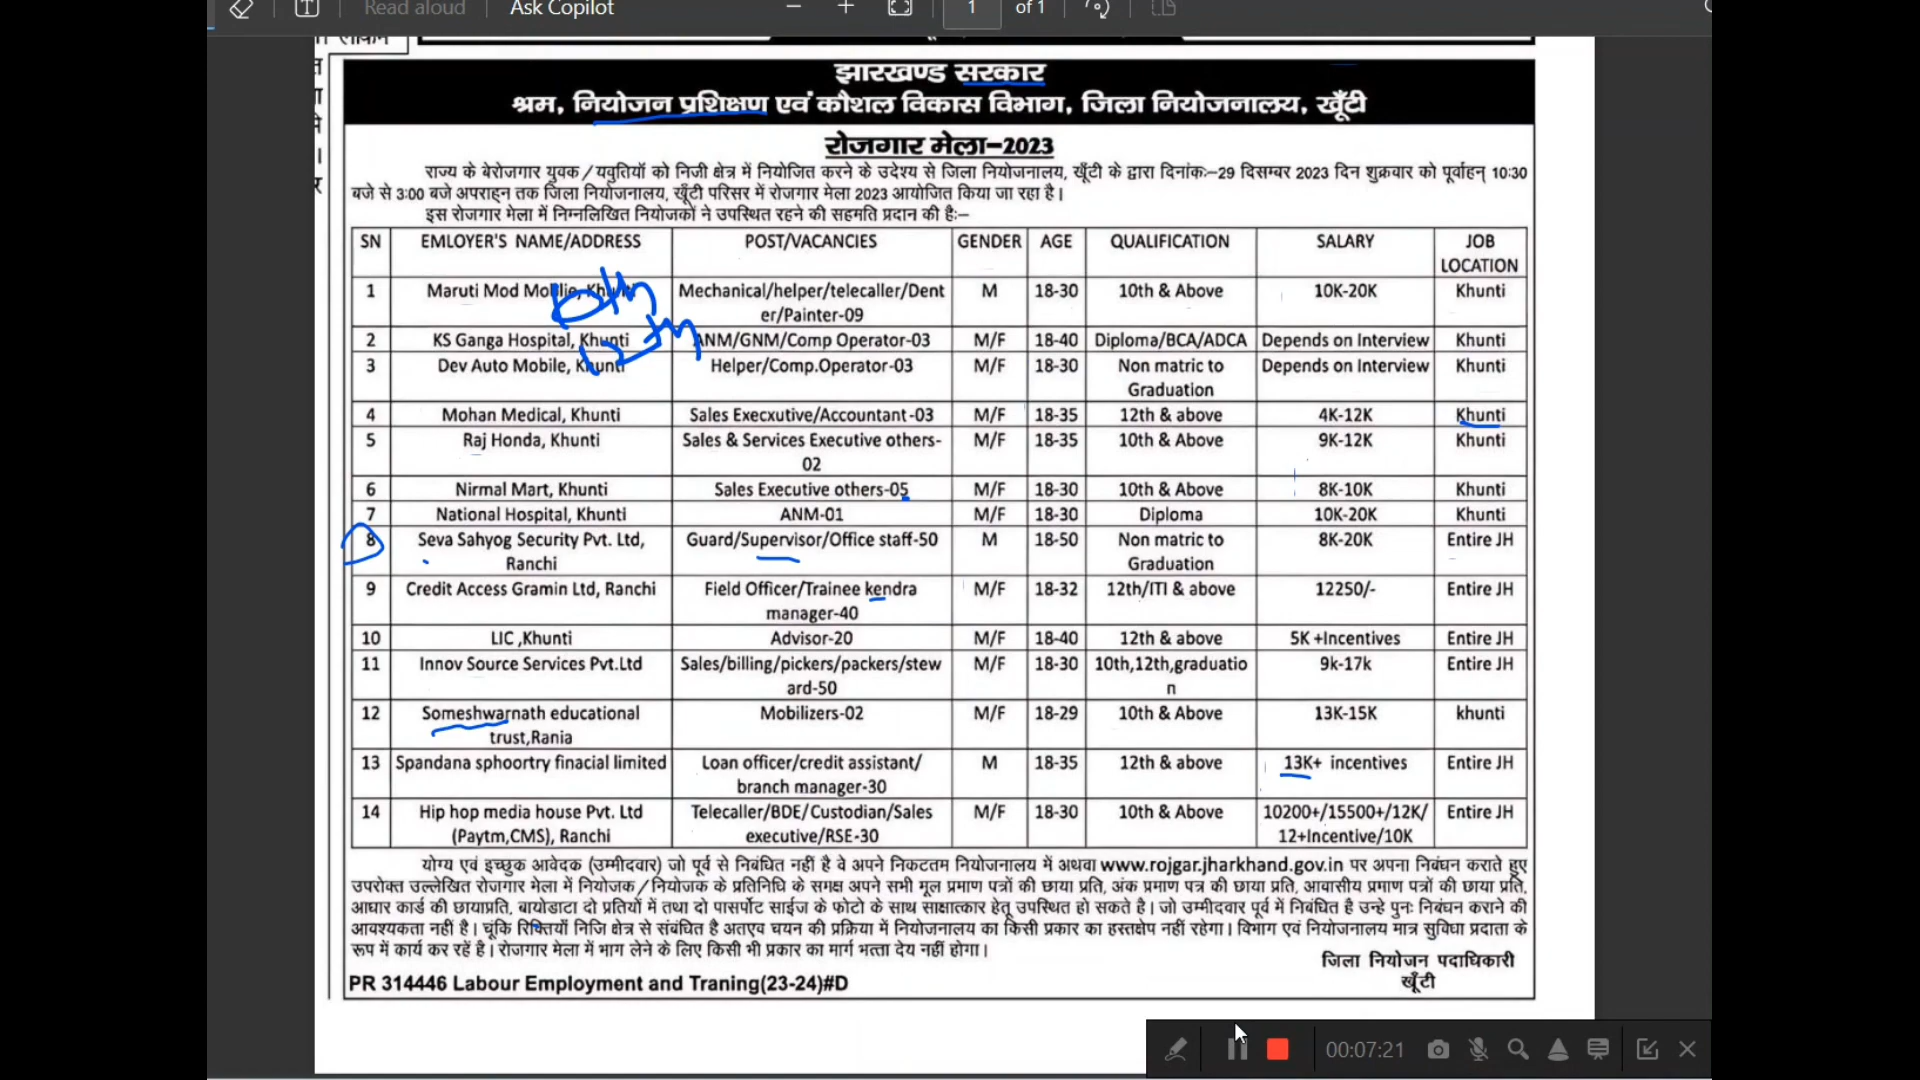 Read aloud
Ask Copilot
1 of 1
झारखण्ड सरकार
श्रम, नियोजन प्रशिक्षण एवं कौशल विकास विभाग, जिला नियोजनालय, खूँटी
रोजगार मेला-2023
राज्य के बेरोजगार युवक/यवुतियों को निजी क्षेत्र में नियोजित करने के उदेश्य से जिला नियोजनालय, खूँटी के द्वारा दिनांकः-29 दिसम्बर 2023 दिन शुक्रवार को पूर्वाहन् 10:30
बजे से 3:00 बजे अपराह्न तक जिला नियोजनालय, खूँटी परिसर में रोजगार मेला 2023 आयोजित किया जा रहा है।
इस रोजगार मेला में निम्नलिखित नियोजकों ने उपस्थित रहने की सहमति प्रदान की हैः-
SN EMLOYER'S NAME/ADDRESS POST/VACANCIES GENDER AGE QUALIFICATION SALARY JOB
LOCATION
1 Maruti Mod Khunti Mechanical/helper/telecaller/Dent M 18-30 10th & Above 10K-20K Khunti
er/Painter-09
2 KS Ganga Hospital, Khunti ANM/GNM/Comp Operator-03 M/F 18-40 Diploma/BCA/ADCA Depends on Interview Khunti
3 Dev Auto Mobile, Khunti Helper/Comp.Operator-03 M/F 18-30 Non matric to Depends on Interview Khunti
Graduation
4 Mohan Medical, Khunti Sales Execxutive/Accountant-03 M/F 18-35 12th & above 4K-12K Khunti
5 Raj Honda, Khunti Sales & Services Executive others- M/F 18-35 10th & Above 9K-12K Khunti
02
6 Nirmal Mart, Khunti Sales Executive others-05 M/F 18-30 10th & Above 8K-10K Khunti
7 National Hospital, Khunti ANM-01 M/F 18-30 Diploma 10K-20K Khunti
8 Seva Sahyog Security Pvt. Ltd, Guard/Supervisor/Office staff-50 M 18-50 Non matric to 8K-20K Entire JH
Ranchi Graduation
9 Credit Access Gramin Ltd, Ranchi Field Officer/Trainee kendra M/F 18-32 12th/ITI & above 12250/- Entire JH
manager-40
10 LIC ,Khunti Advisor-20 M/F 18-40 12th & above 5K +Incentives Entire JH
11 Innov Source Services Pvt.Ltd Sales/billing/pickers/packers/stew M/F 18-30 10th,12th,graduatio 9k-17k Entire JH
ard-50 n
12 Someshwarnath educational Mobilizers-02 M/F 18-29 10th & Above 13K-15K khunti
trust,Rania
13 Spandana sphoortry finacial limited Loan officer/credit assistant/ M 18-35 12th & above 13K+ incentives Entire JH
branch manager-30
14 Hip hop media house Pvt. Ltd Telecaller/BDE/Custodian/Sales M/F 18-30 10th & Above 10200+/15500+/12K/ Entire JH
(Paytm,CMS), Ranchi executive/RSE-30 12+Incentive/10K
योग्य एवं इच्छुक आवेदक (उम्मीदवार) जो पूर्व से निबंधित नहीं है वे अपने निकटतम नियोजनालय में अथवा www.rojgar.jharkhand.gov.in पर अपना निबंधन कराते हुए
उपरोक्त उल्लेखित रोजगार मेला में नियोजक/नियोजक के प्रतिनिधि के समक्ष अपने सभी मूल प्रमाण पत्रों की छाया प्रति, अंक प्रमाण पत्र की छाया प्रति, आवासीय प्रमाण पत्रों की छाया प्रति,
आधार कार्ड की छायाप्रति, बायोडाटा दो प्रतियों में तथा दो पासर्पोट साईज के फोटो के साथ साक्षात्कार हेतू उपस्थित हो सकते है। जो उम्मीदवार पूर्व में निबंधित है उन्हे पुनः निबंधन कराने की
आवश्यकता नहीं है। चूंकि रिक्तियों निजि क्षेत्र से संबंधित है अतएव चयन की प्रक्रिया में नियोजनालय का किसी प्रकार का हस्तक्षेप नहीं रहेगा। विभाग एवं नियोजनालय मात्र सुविधा प्रदाता के
रूप में कार्य कर रहें है। रोजगार मेला में भाग लेने के लिए किसी भी प्रकार का मार्ग भत्ता देय नहीं होगा।
जिला नियोजन पदाधिकारी
खूँटी
PR 314446 Labour Employment and Traning(23-24)#D
00:07:21